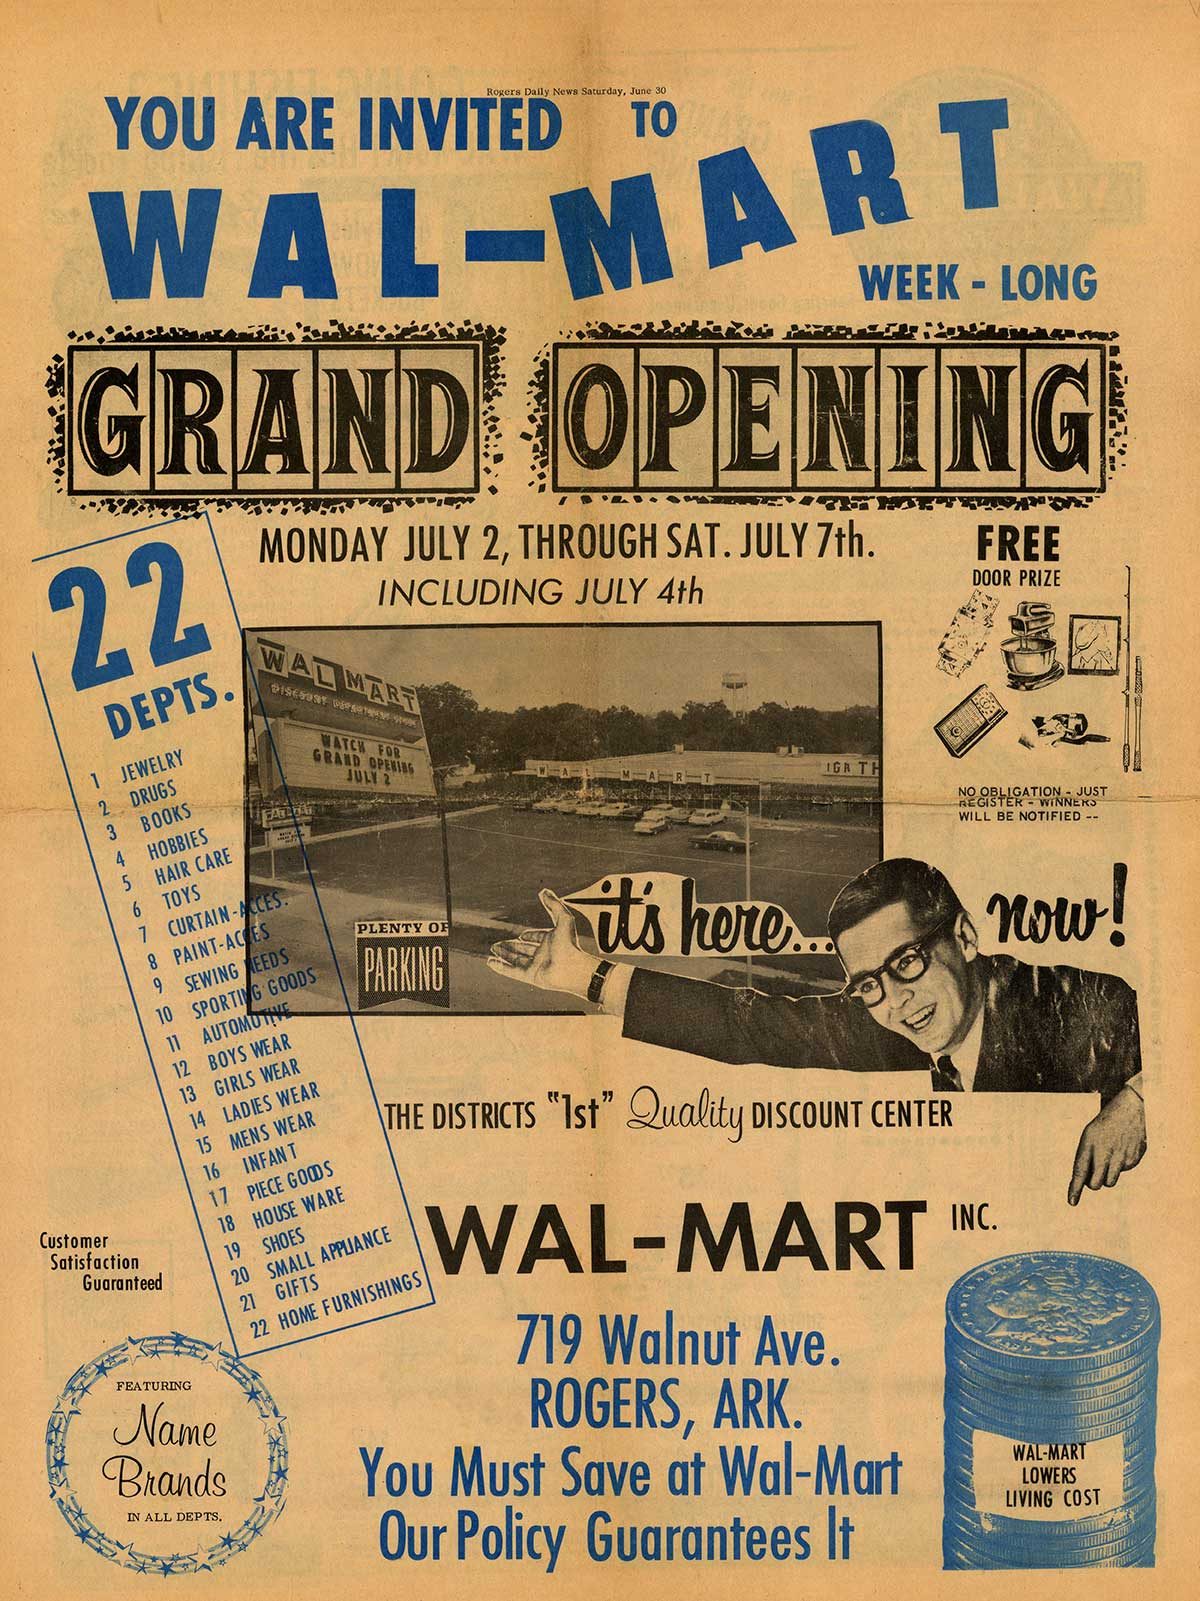 Rogers Daily News Saturday, June 30
YOU ARE INVITED TO
WAL-MART
WEEK - LONG
GRAND OPENING
MONDAY JULY 2, THROUGH SAT. JULY 7th.
INCLUDING JULY 4th
FREE
DOOR PRIZE
NO OBLIGATION - JUST
REGISTER - WINNERS
WILL BE NOTIFIED --
22
DEPTS.
1 JEWELRY
2 DRUGS
3 BOOKS
4 HOBBIES
5 HAIR CARE
6 TOYS
7 CURTAIN-ACCES.
8 PAINT-ACCES
9 SEWING NEEDS
10 SPORTING GOODS
11 AUTOMOTIVE
12 BOYS WEAR
13 GIRLS WEAR
14 LADIES WEAR
15 MENS WEAR
16 INFANT
17 PIECE GOODS
18 HOUSE WARE
19 SHOES
20 SMALL APPLIANCE
21 GIFTS
22 HOME FURNISHINGS
WAL MART
DISCOUNT DEPARTMENT STORE
WATCH FOR
GRAND OPENING
JULY 2
WAL MART
IGA TH
PLENTY OF
PARKING
it's here... now!
THE DISTRICTS "1st" Quality DISCOUNT CENTER
WAL-MART INC.
719 Walnut Ave.
ROGERS, ARK.
You Must Save at Wal-Mart
Our Policy Guarantees It
Customer
Satisfaction
Guaranteed
FEATURING
Name
Brands
IN ALL DEPTS.
WAL-MART
LOWERS
LIVING COST